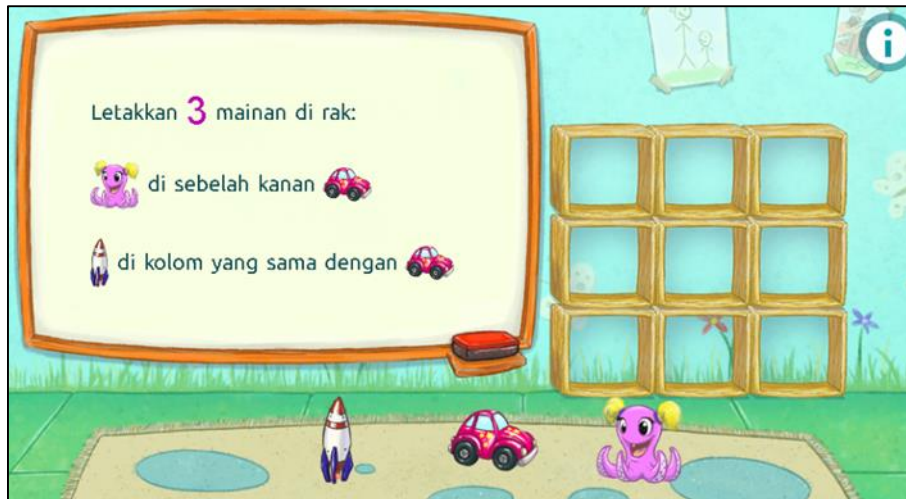 Letakkan 3 mainan di rak:
di sebelah kanan
di kolom yang sama dengan
i